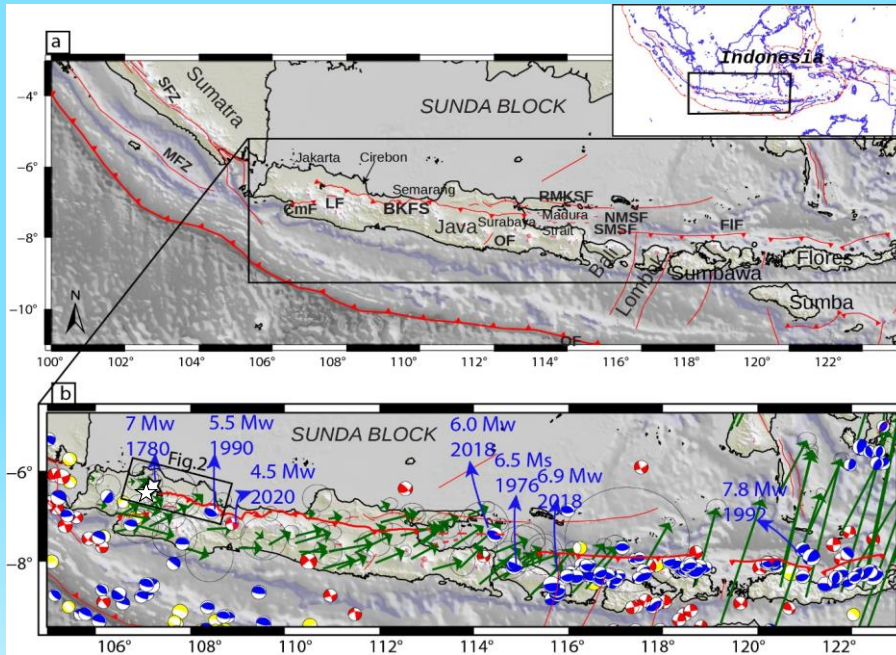 a
Indonesia
−4°
−6°
−8°
−10°
SFZ
Sumatra
MFZ
SUNDA BLOCK
Jakarta
Cirebon
Semarang
RMKSF
CmF
LF
BKFS
Java
Surabaya
Madura
Strait
OF
NMSF
SMSF
FlF
Bali
Lombok
Sumbawa
Flores
Sumba
N
OF
100°
102°
104°
106°
108°
110°
112°
114°
116°
118°
120°
122°
b
−6°
−8°
7 Mw
1780
5.5 Mw
1990
Fig.2
4.5 Mw
2020
SUNDA BLOCK
6.0 Mw
2018
6.5 Ms
1976
6.9 Mw
2018
7.8 Mw
1992
106°
108°
110°
112°
114°
116°
118°
120°
122°